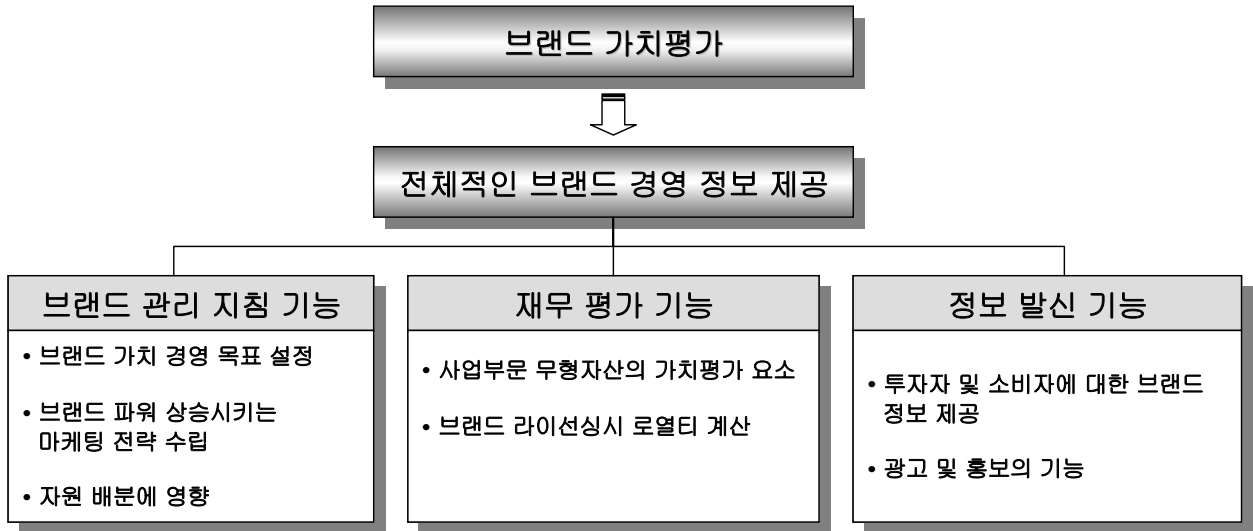 브랜드 가치평가
전체적인 브랜드 경영 정보 제공
브랜드 관리 지침 기능
• 브랜드 가치 경영 목표 설정
• 브랜드 파워 상승시키는
마케팅 전략 수립
• 자원 배분에 영향
재무 평가 기능
• 사업부문 무형자산의 가치평가 요소
• 브랜드 라이선싱시 로열티 계산
정보 발신 기능
• 투자자 및 소비자에 대한 브랜드
정보 제공
• 광고 및 홍보의 기능